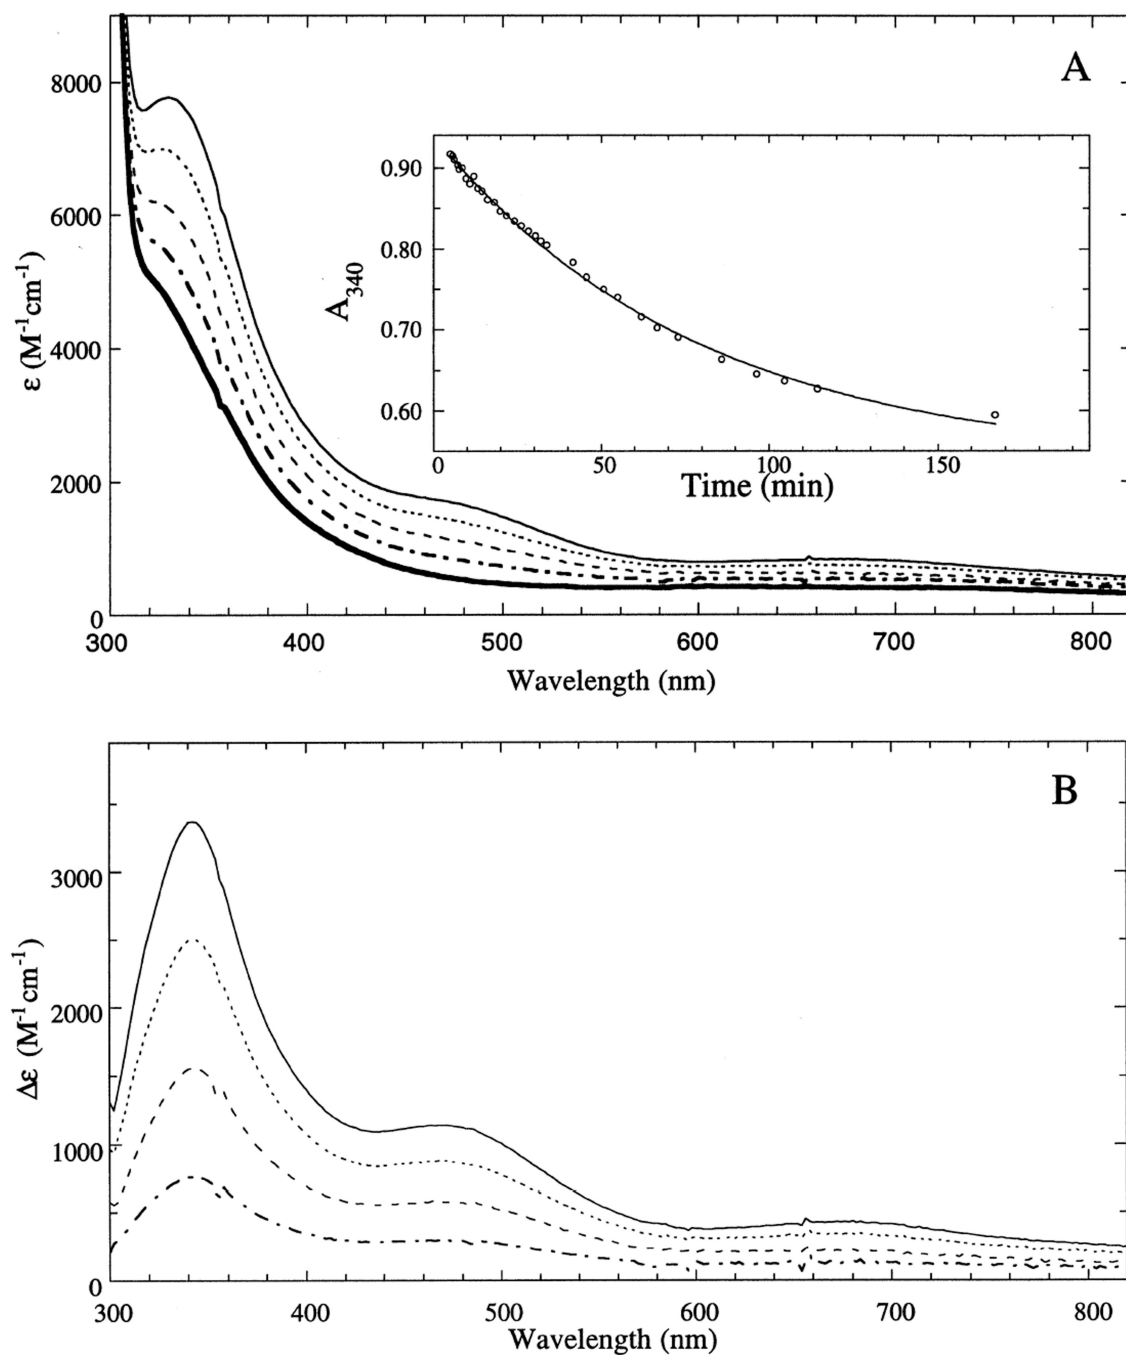 A
8000
6000
4000
2000
0
ε (M⁻¹cm⁻¹)
0.90
0.80
0.70
0.60
A₃₄₀
0 50 100 150
Time (min)
300 400 500 600 700 800
Wavelength (nm)
B
3000
2000
1000
0
Δε (M⁻¹cm⁻¹)
300 400 500 600 700 800
Wavelength (nm)